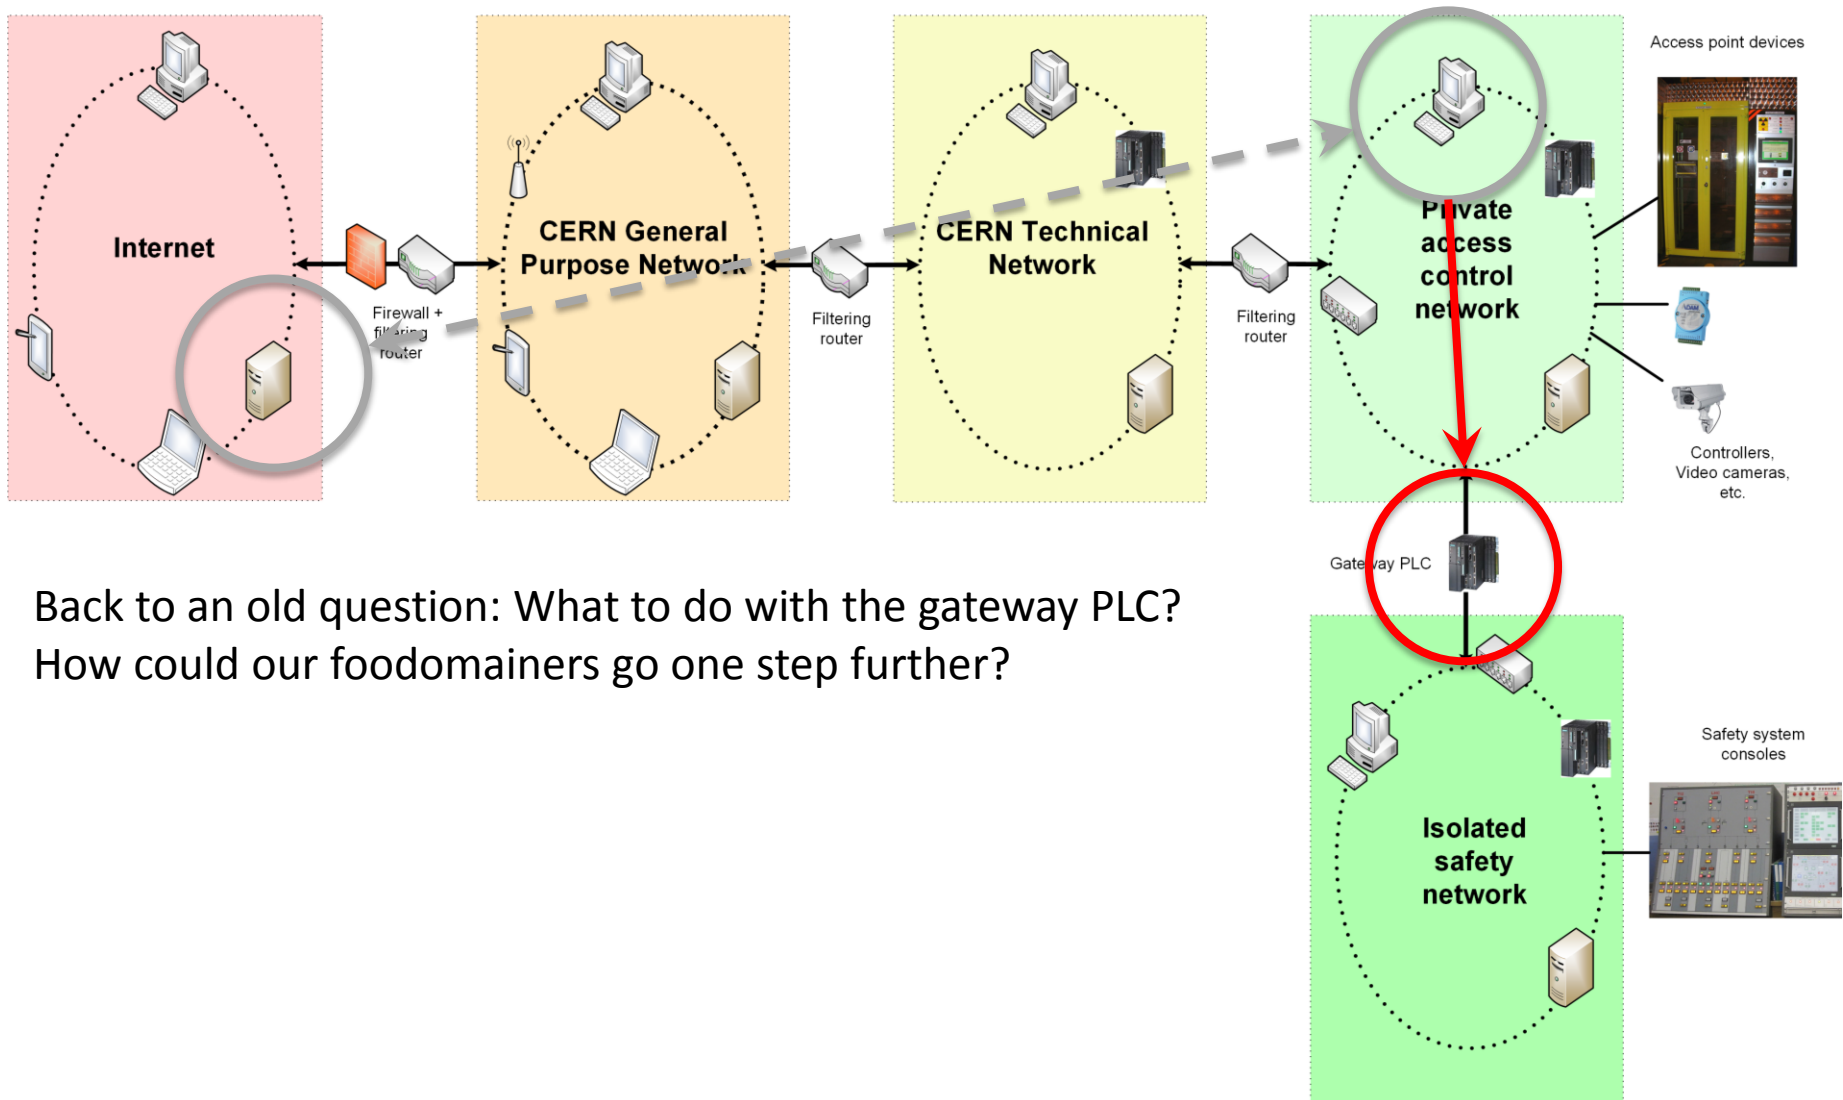 Access point devices
Internet
CERN General
Purpose Network
CERN Technical
Network
Private
access
control
network
Firewall +
filtering
router
Filtering
router
Filtering
router
Controllers,
Video cameras,
etc.
Gateway PLC
Back to an old question: What to do with the gateway PLC?
How could our foodomainers go one step further?
Safety system
consoles
Isolated
safety
network